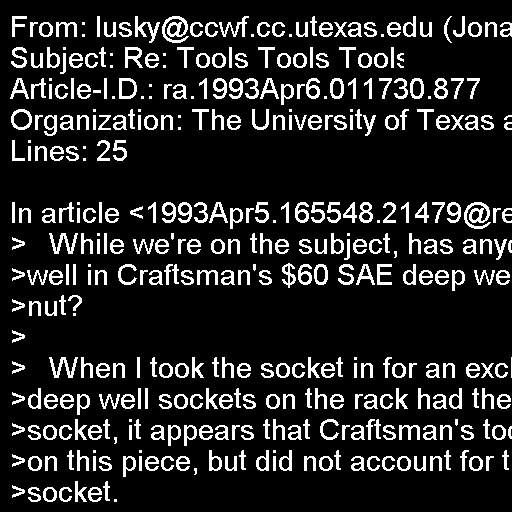 From: lusky@ccwf.cc.utexas.edu (Jona
Subject: Re: Tools Tools Tools
Article-I.D.: ra.1993Apr6.011730.877
Organization: The University of Texas a
Lines: 25

In article <1993Apr5.165548.21479@re
>   While we're on the subject, has anyo
>well in Craftsman's $60 SAE deep we
>nut?
>
>   When I took the socket in for an excl
>deep well sockets on the rack had the
>socket, it appears that Craftsman's too
>on this piece, but did not account for t
>socket.